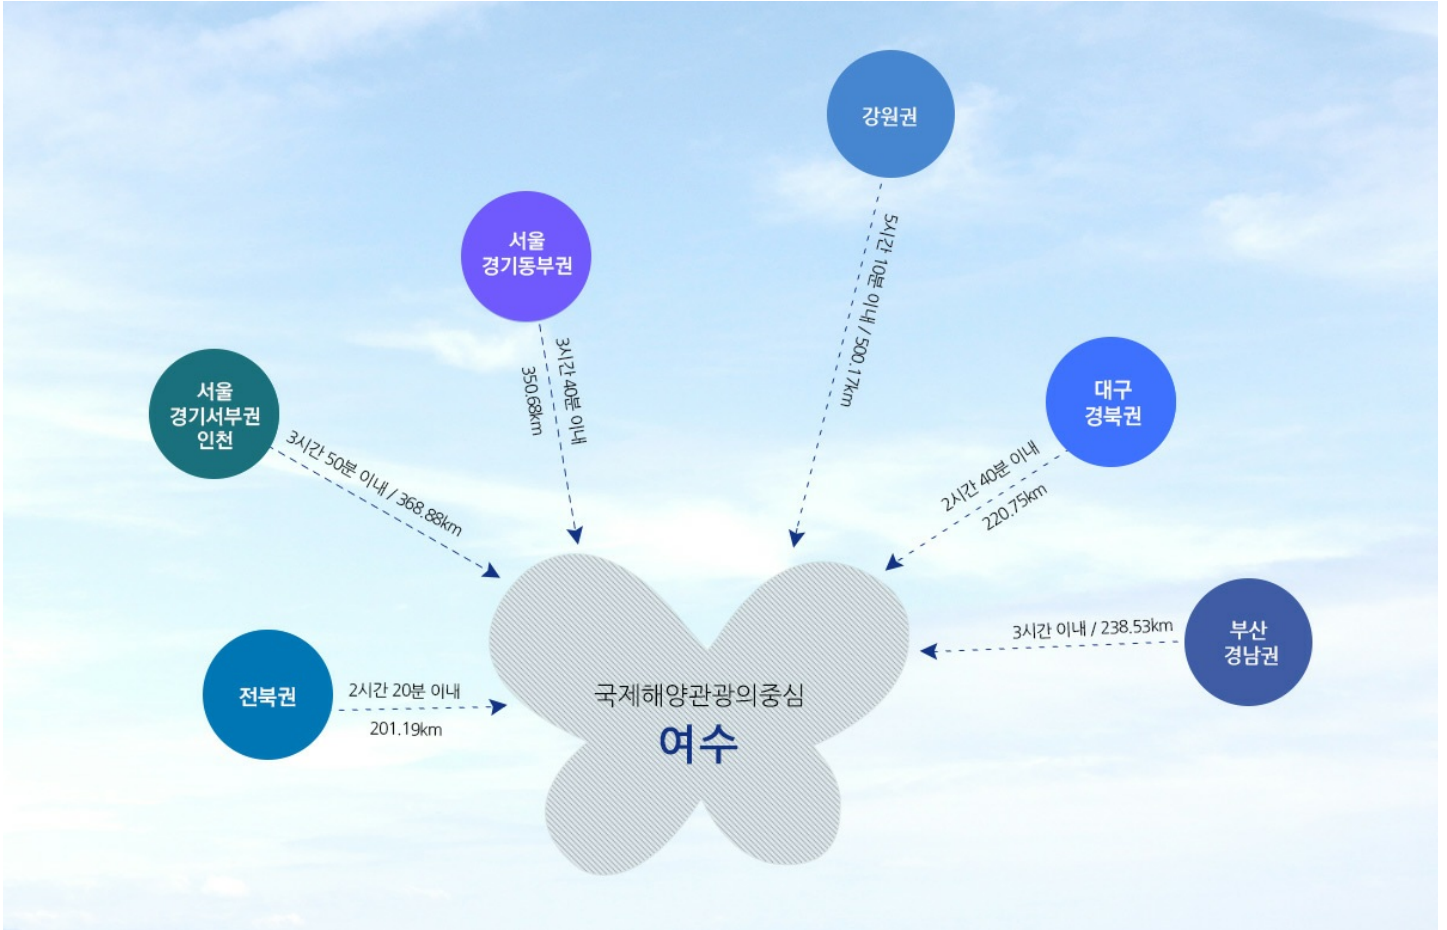 강원권
5시간 10분 이내 / 500.17km
서울
경기동부권
3시간 40분 이내
350.68km
서울
경기서부권
인천
3시간 50분 이내 / 368.88km
대구
경북권
2시간 40분 이내
220.75km
부산
경남권
3시간 이내 / 238.53km
전북권
2시간 20분 이내
201.19km
국제해양관광의중심
여수